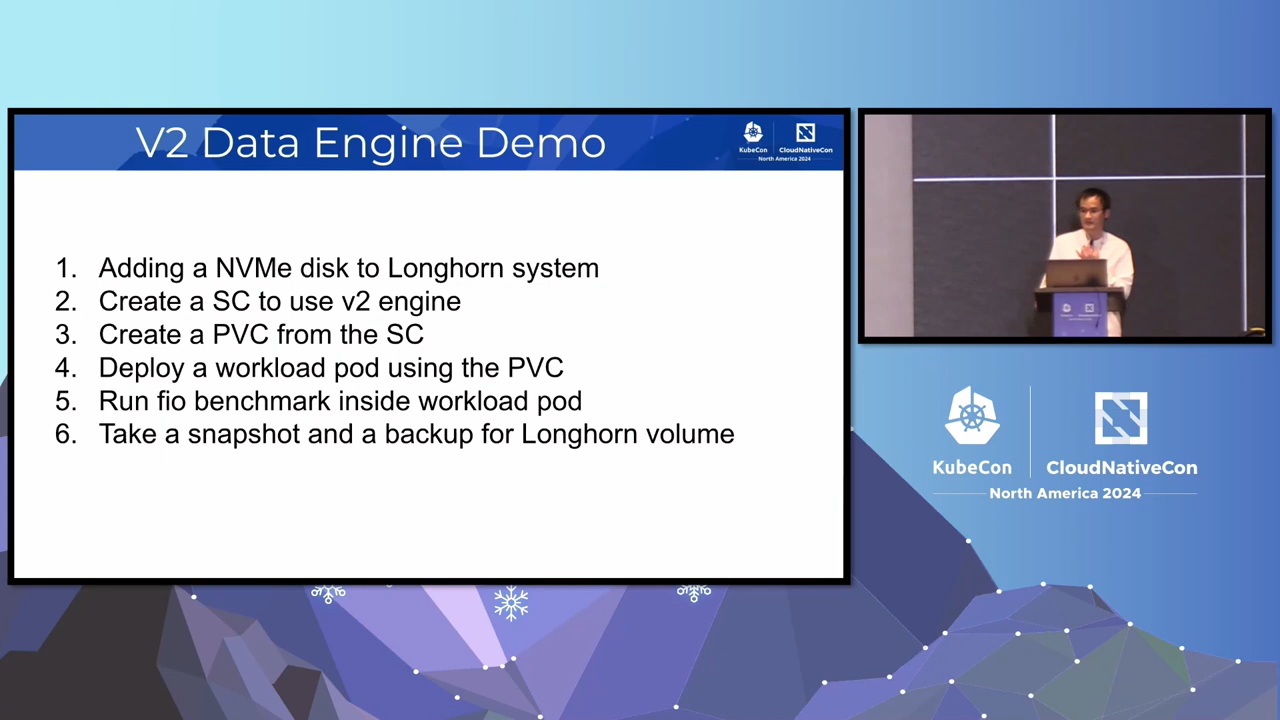 V2 Data Engine Demo
KubeCon
CloudNativeCon
North America 2024
1. Adding a NVMe disk to Longhorn system
2. Create a SC to use v2 engine
3. Create a PVC from the SC
4. Deploy a workload pod using the PVC
5. Run fio benchmark inside workload pod
6. Take a snapshot and a backup for Longhorn volume
KubeCon
CloudNativeCon
North America 2024